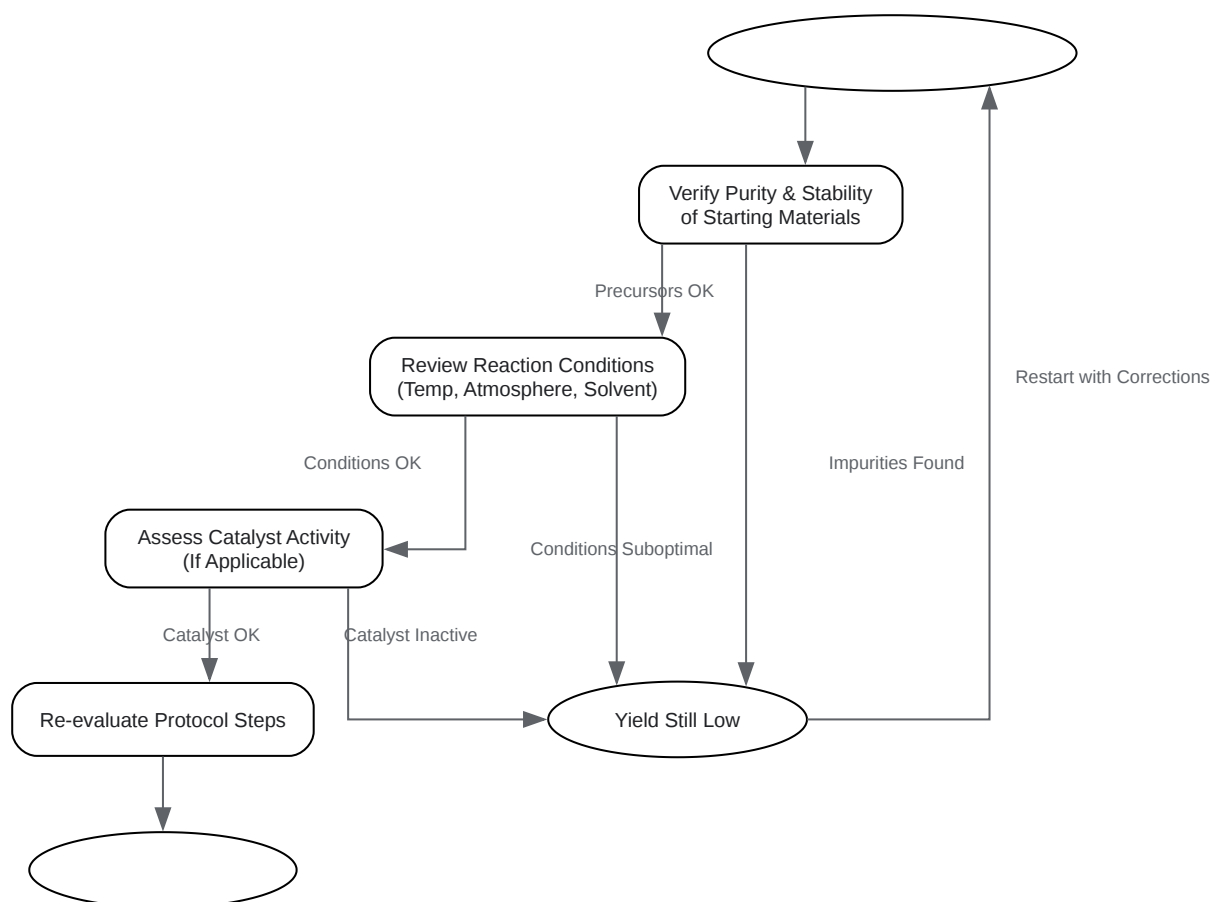 Verify Purity & Stability
of Starting Materials
Precursors OK
Review Reaction Conditions
(Temp, Atmosphere, Solvent)
Restart with Corrections
Conditions OK
Impurities Found
Assess Catalyst Activity
(If Applicable)
Conditions Suboptimal
Catalyst OK
Catalyst Inactive
Re-evaluate Protocol Steps
Yield Still Low